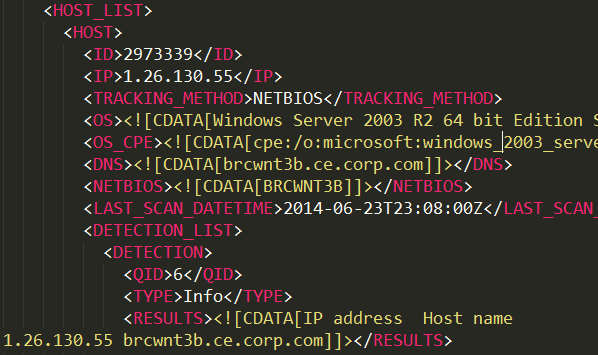 <HOST_LIST>
<HOST>
<ID>2973339</ID>
<IP>1.26.130.55</IP>
<TRACKING_METHOD>NETBIOS</TRACKING_METHOD>
<OS><![CDATA[Windows Server 2003 R2 64 bit Edition S
<OS_CPE><![CDATA[cpe:/o:microsoft:windows_2003_serve
<DNS><![CDATA[brcwnt3b.ce.corp.com]]></DNS>
<NETBIOS><![CDATA[BRCWNT3B]]></NETBIOS>
<LAST_SCAN_DATETIME>2014-06-23T23:08:00Z</LAST_SCAN_
<DETECTION_LIST>
<DETECTION>
<QID>6</QID>
<TYPE>Info</TYPE>
<RESULTS><![CDATA[IP address  Host name
1.26.130.55 brcwnt3b.ce.corp.com]]></RESULTS>